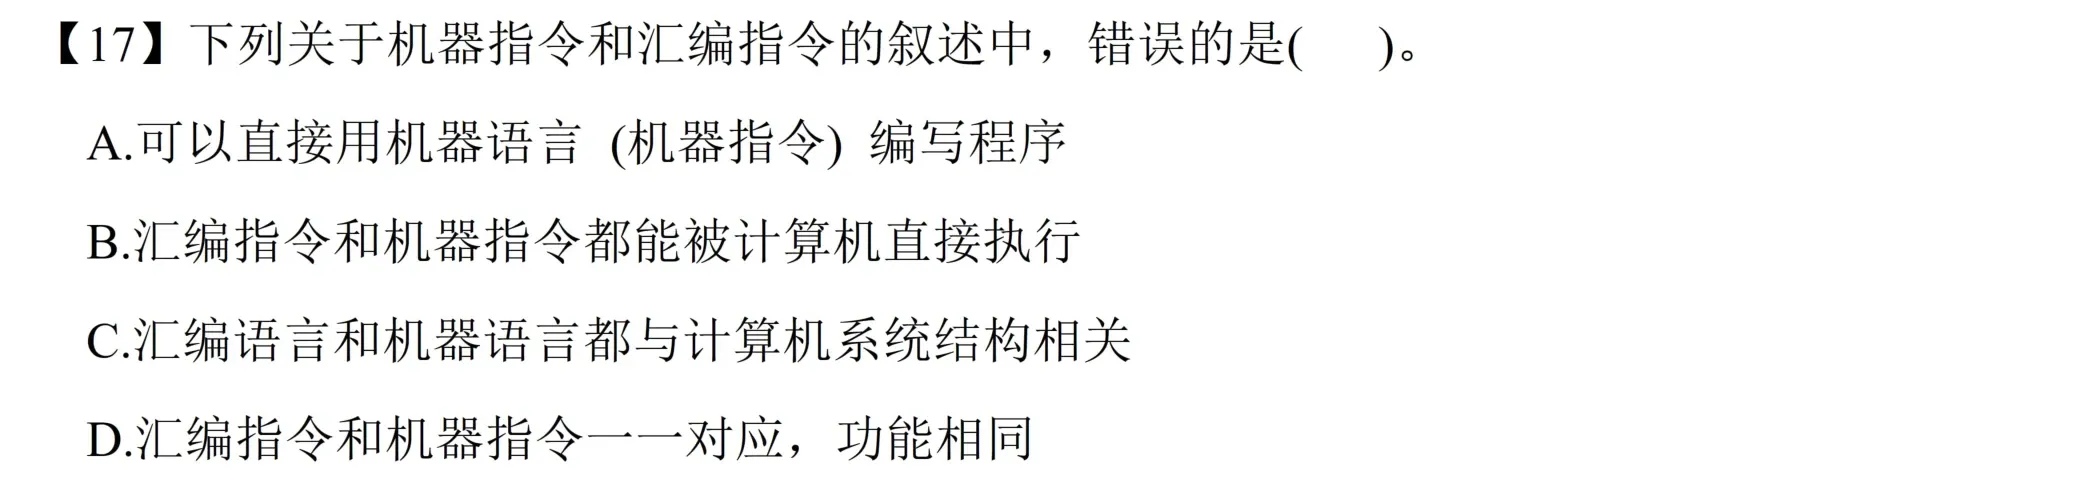 【17】下列关于机器指令和汇编指令的叙述中，错误的是(    )。
A.可以直接用机器语言 (机器指令) 编写程序
B.汇编指令和机器指令都能被计算机直接执行
C.汇编语言和机器语言都与计算机系统结构相关
D.汇编指令和机器指令一一对应，功能相同